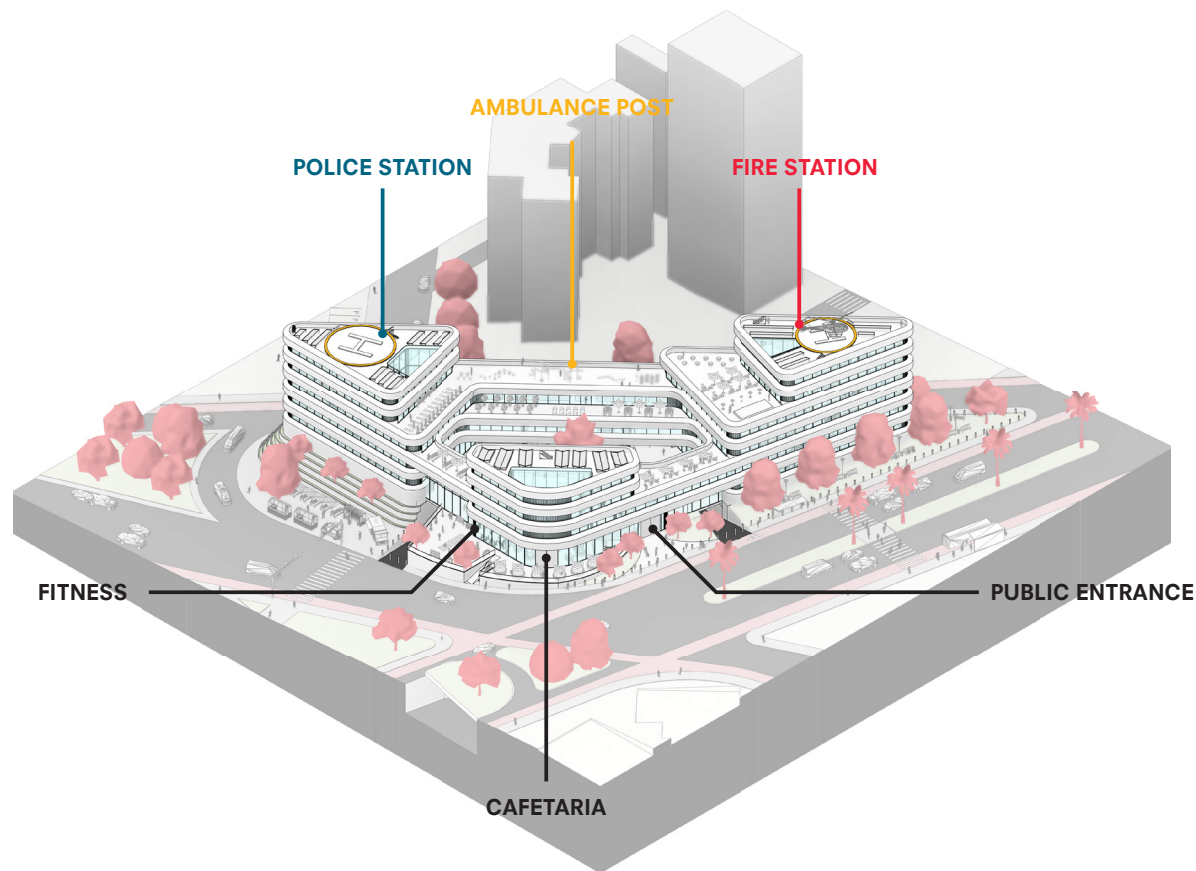 AMBULANCE POST
POLICE STATION
FIRE STATION
H
FITNESS
PUBLIC ENTRANCE
CAFETARIA